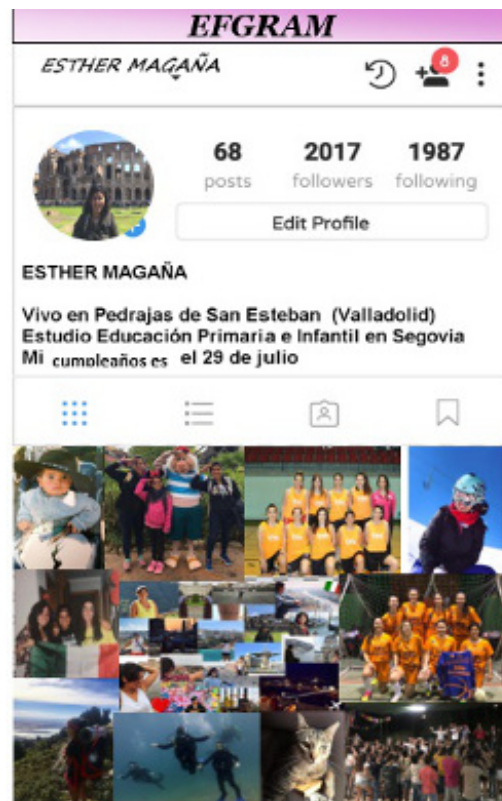 EFGRAM
ESTHER MAGAÑA
8
68 2017 1987
posts followers following
Edit Profile
ESTHER MAGAÑA
Vivo en Pedrajas de San Esteban (Valladolid)
Estudio Educación Primaria e Infantil en Segovia
Mi cumpleaños es el 29 de julio